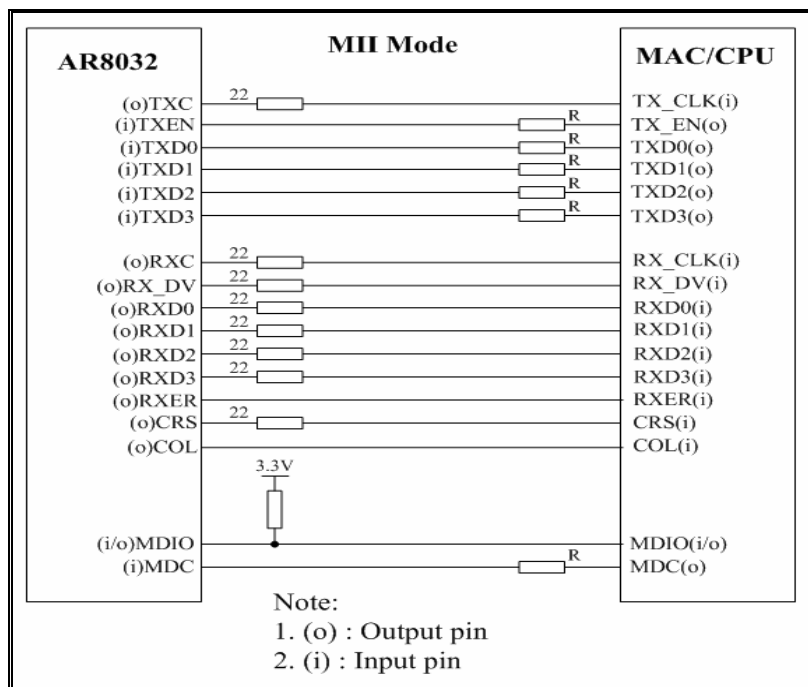 MII Mode
AR8032
MAC/CPU
(o)TXC 22 TX_CLK(i)
(i)TXEN R TX_EN(o)
(i)TXD0 R TXD0(o)
(i)TXD1 R TXD1(o)
(i)TXD2 R TXD2(o)
(i)TXD3 R TXD3(o)
(o)RXC 22 RX_CLK(i)
(o)RX_DV 22 RX_DV(i)
(o)RXD0 22 RXD0(i)
(o)RXD1 22 RXD1(i)
(o)RXD2 22 RXD2(i)
(o)RXD3 22 RXD3(i)
(o)RXER RXER(i)
(o)CRS 22 CRS(i)
(o)COL COL(i)
3.3V
(i/o)MDIO MDIO(i/o)
(i)MDC R MDC(o)
Note:
1. (o) : Output pin
2. (i) : Input pin